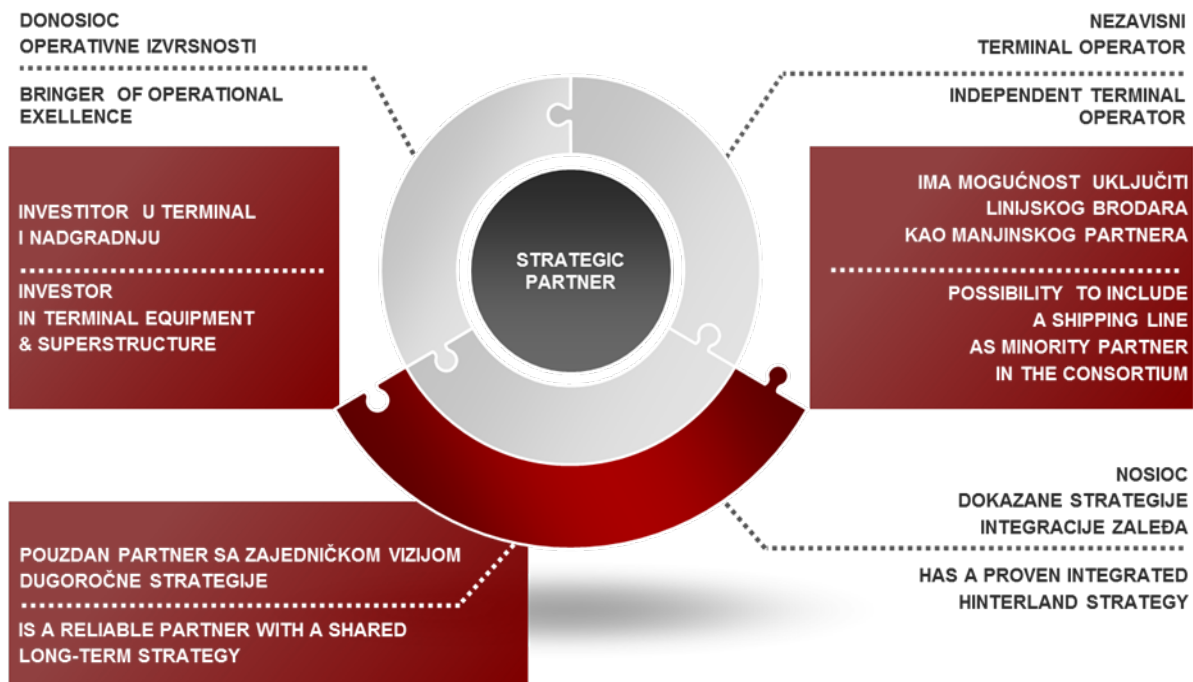 DONOSIOC
OPERATIVNE IZVRSNOSTI
BRINGER OF OPERATIONAL
EXELLENCE
NEZAVISNI
TERMINAL OPERATOR
INDEPENDENT TERMINAL
OPERATOR
INVESTITOR U TERMINAL
I NADGRADNJU
INVESTOR
IN TERMINAL EQUIPMENT
& SUPERSTRUCTURE
STRATEGIC
PARTNER
IMA MOGUĆNOST UKLJUČITI
LINIJSKOG BRODARA
KAO MANJINSKOG PARTNERA
POSSIBILITY TO INCLUDE
A SHIPPING LINE
AS MINORITY PARTNER
IN THE CONSORTIUM
POUZDAN PARTNER SA ZAJEDNIČKOM VIZIJOM
DUGOROČNE STRATEGIJE
IS A RELIABLE PARTNER WITH A SHARED
LONG-TERM STRATEGY
NOSIOC
DOKAZANE STRATEGIJE
INTEGRACIJE ZALEĐA
HAS A PROVEN INTEGRATED
HINTERLAND STRATEGY